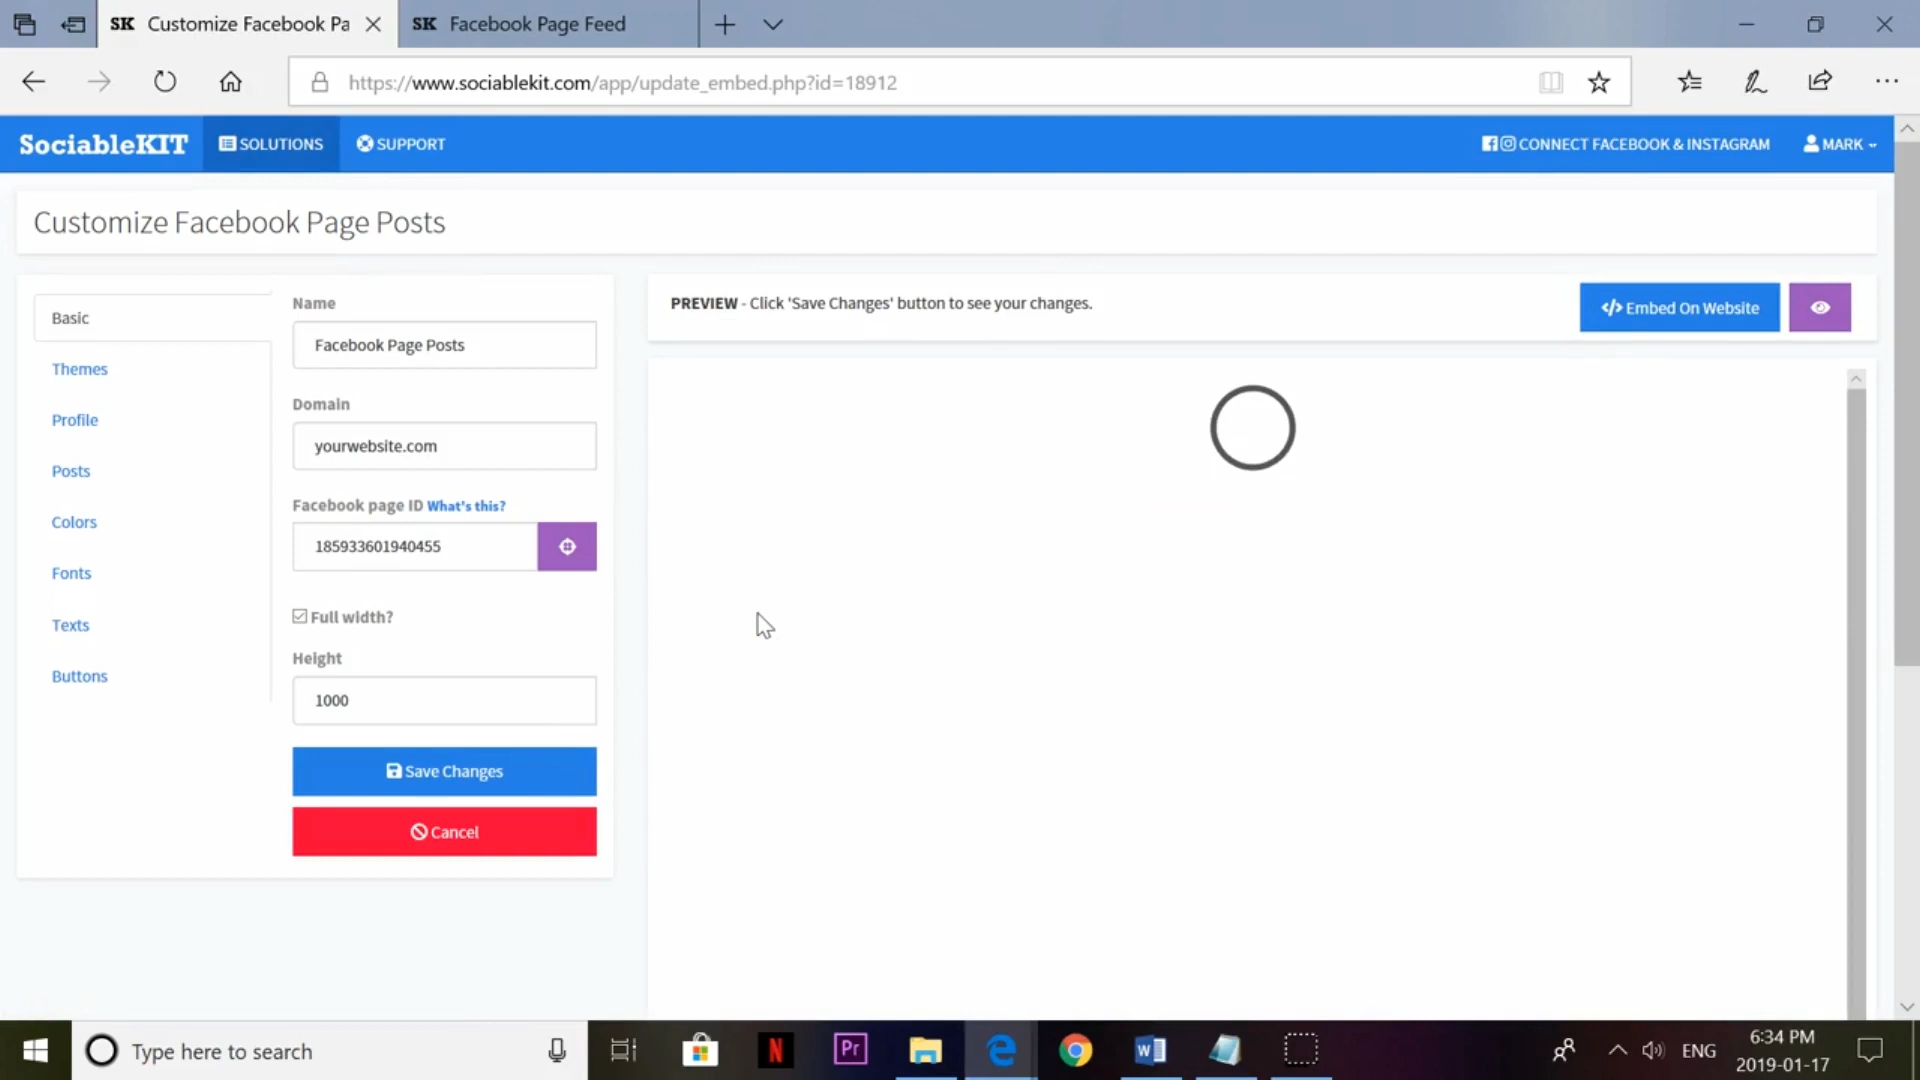 SK Customize Facebook Pa
SK Facebook Page Feed
https://www.sociablekit.com/app/update_embed.php?id=18912
SociableKIT
SOLUTIONS
SUPPORT
CONNECT FACEBOOK & INSTAGRAM
MARK
Customize Facebook Page Posts
Basic
Themes
Profile
Posts
Colors
Fonts
Texts
Buttons
Name
Facebook Page Posts
Domain
yourwebsite.com
Facebook page ID What's this?
185933601940455
Full width?
Height
1000
Save Changes
Cancel
PREVIEW - Click 'Save Changes' button to see your changes.
</> Embed On Website
Type here to search
N
Pr
W
ENG
6:34 PM
2019-01-17